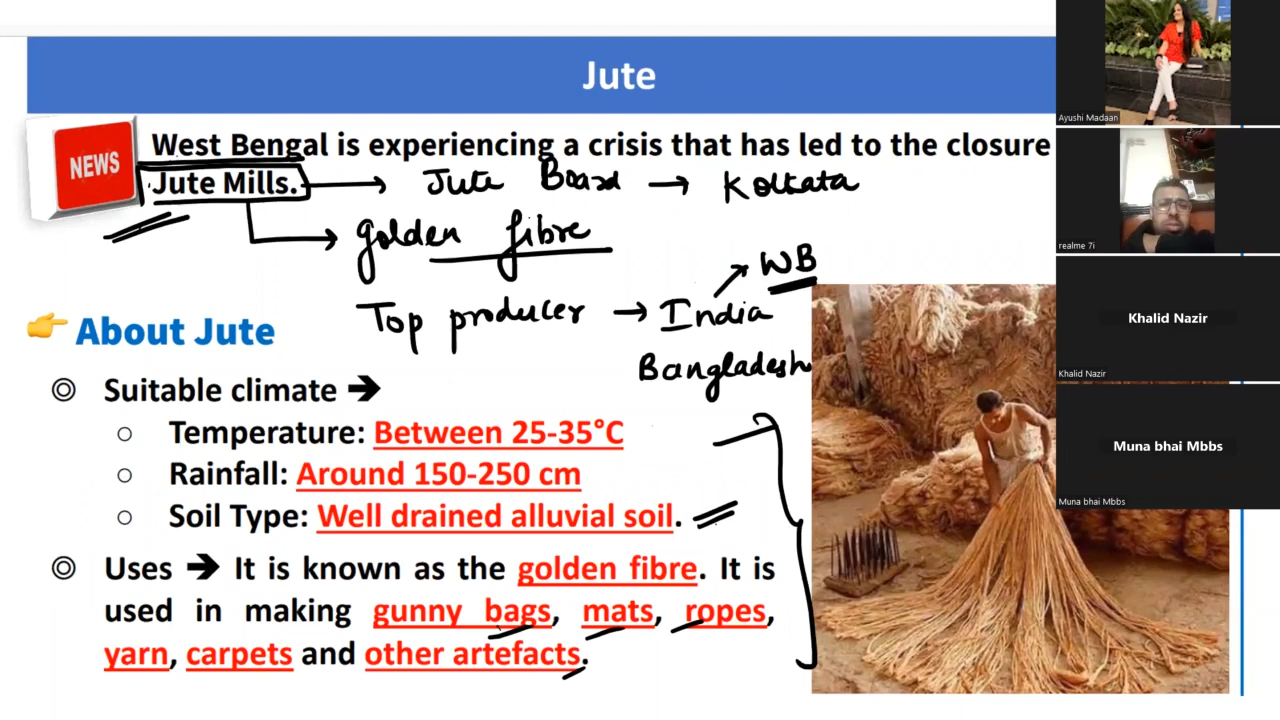 Jute
NEWS
West Bengal is experiencing a crisis that has led to the closure
Jute Mills. → Jute Board → Kolkata
→ golden fibre
WB
Top producer → India
Bangladesh
👉 About Jute
◎ Suitable climate ➔
○ Temperature: Between 25-35°C
○ Rainfall: Around 150-250 cm
○ Soil Type: Well drained alluvial soil.
◎ Uses ➔ It is known as the golden fibre. It is
used in making gunny bags, mats, ropes,
yarn, carpets and other artefacts.
Ayushi Madaan
realme 7i
Khalid Nazir
Khalid Nazir
Muna bhai Mbbs
Muna bhai Mbbs